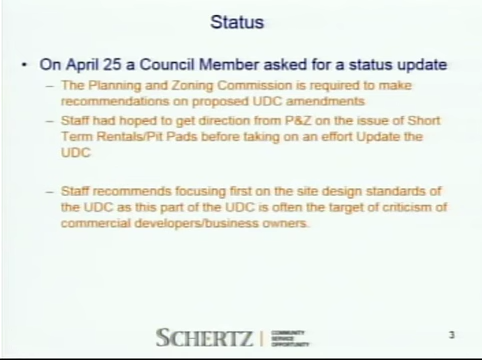 Status
• On April 25 a Council Member asked for a status update
– The Planning and Zoning Commission is required to make
recommendations on proposed UDC amendments
– Staff had hoped to get direction from P&Z on the issue of Short
Term Rentals/Pit Pads before taking on an effort Update the
UDC
– Staff recommends focusing first on the site design standards of
the UDC as this part of the UDC is often the target of criticism of
commercial developers/business owners.
SCHERTZ
COMMUNITY
SERVICE
OPPORTUNITY
3